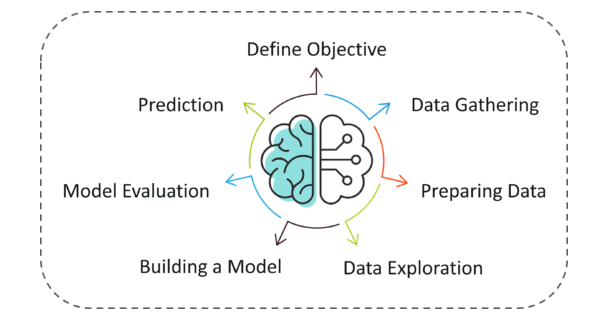 Define Objective
Prediction
Data Gathering
Model Evaluation
Preparing Data
Building a Model
Data Exploration